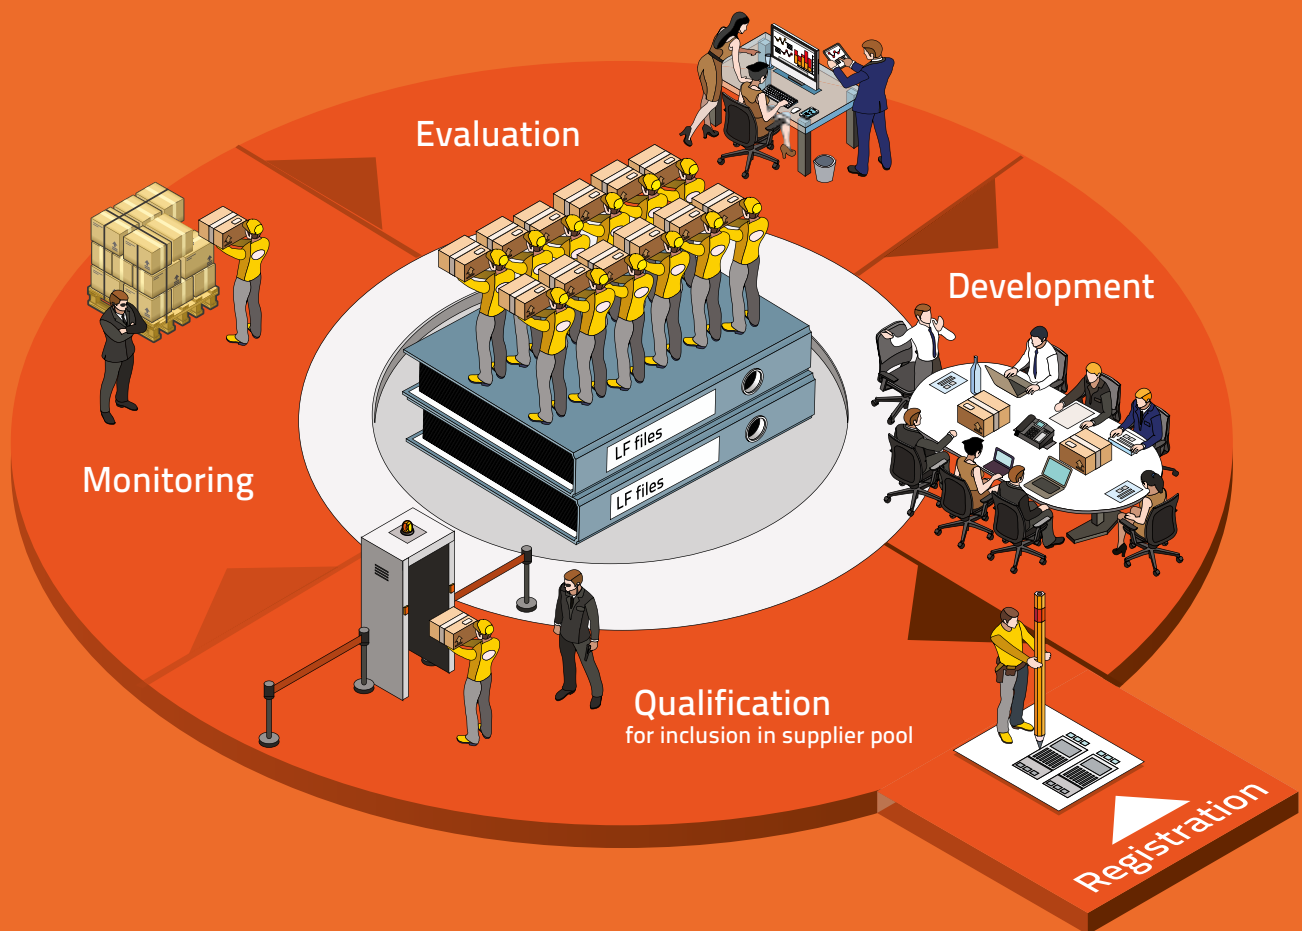 Evaluation
Development
Monitoring
LF files
LF files
Qualification
for inclusion in supplier pool
Registration